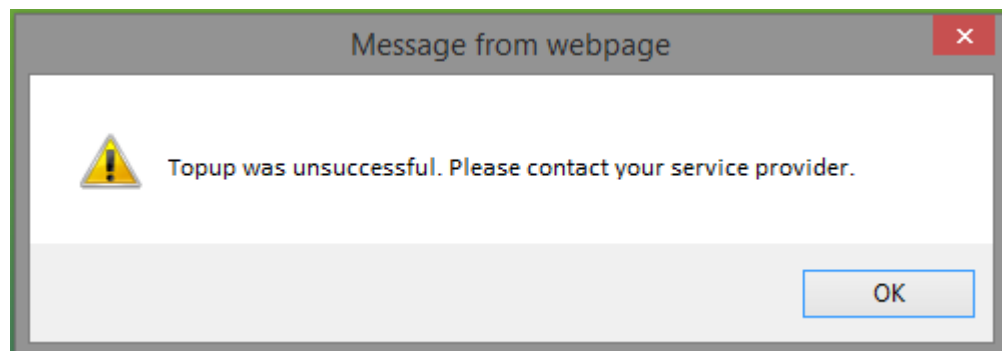 Message from webpage
Topup was unsuccessful. Please contact your service provider.
OK